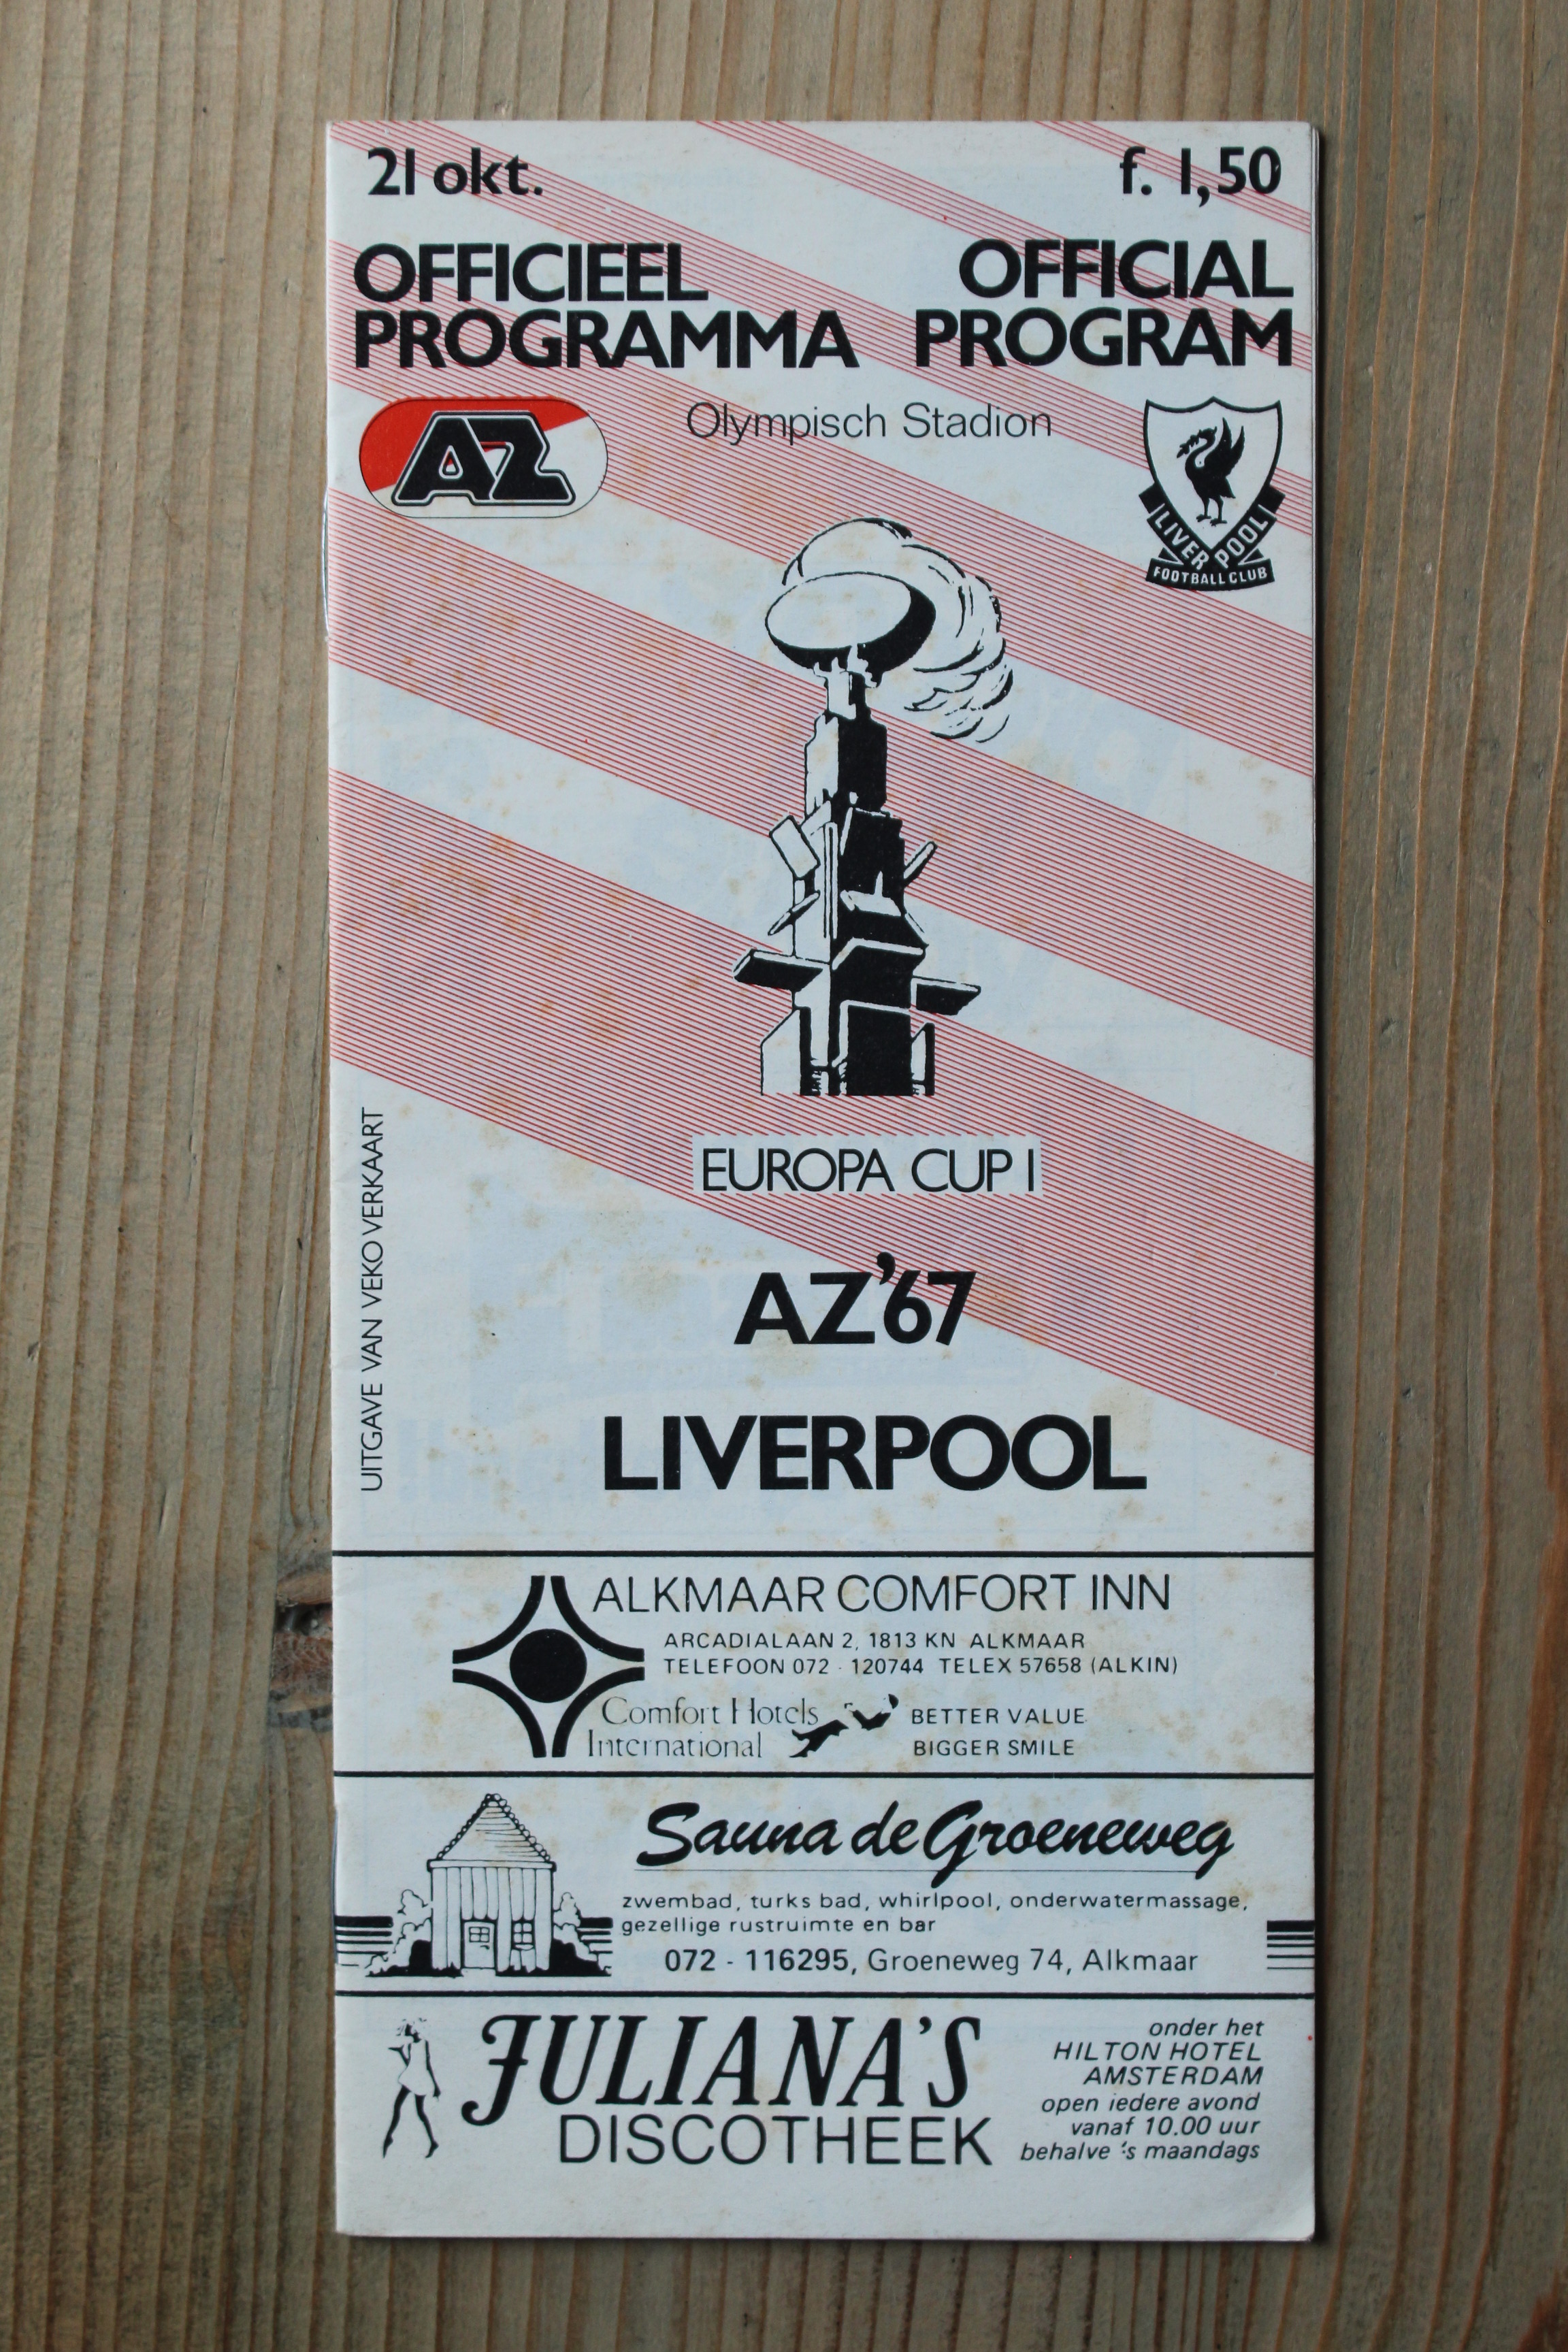 21 okt.
f. 1,50
OFFICIEEL
PROGRAMMA
OFFICIAL
PROGRAM
AZ
Olympisch Stadion
LIVERPOOL
FOOTBALL CLUB
EUROPA CUP I
UITGAVE VAN VEKO VERKAART
AZ'67
LIVERPOOL
ALKMAAR COMFORT INN
ARCADIALAAN 2, 1813 KN ALKMAAR
TELEFOON 072 - 120744 TELEX 57658 (ALKIN)
Comfort Hotels
International
BETTER VALUE
BIGGER SMILE
Sauna de Groeneweg
zwembad, turks bad, whirlpool, onderwatermassage,
gezellige rustruimte en bar
072 - 116295, Groeneweg 74, Alkmaar
JULIANA'S
DISCOTHEEK
onder het
HILTON HOTEL
AMSTERDAM
open iedere avond
vanaf 10.00 uur
behalve 's maandags